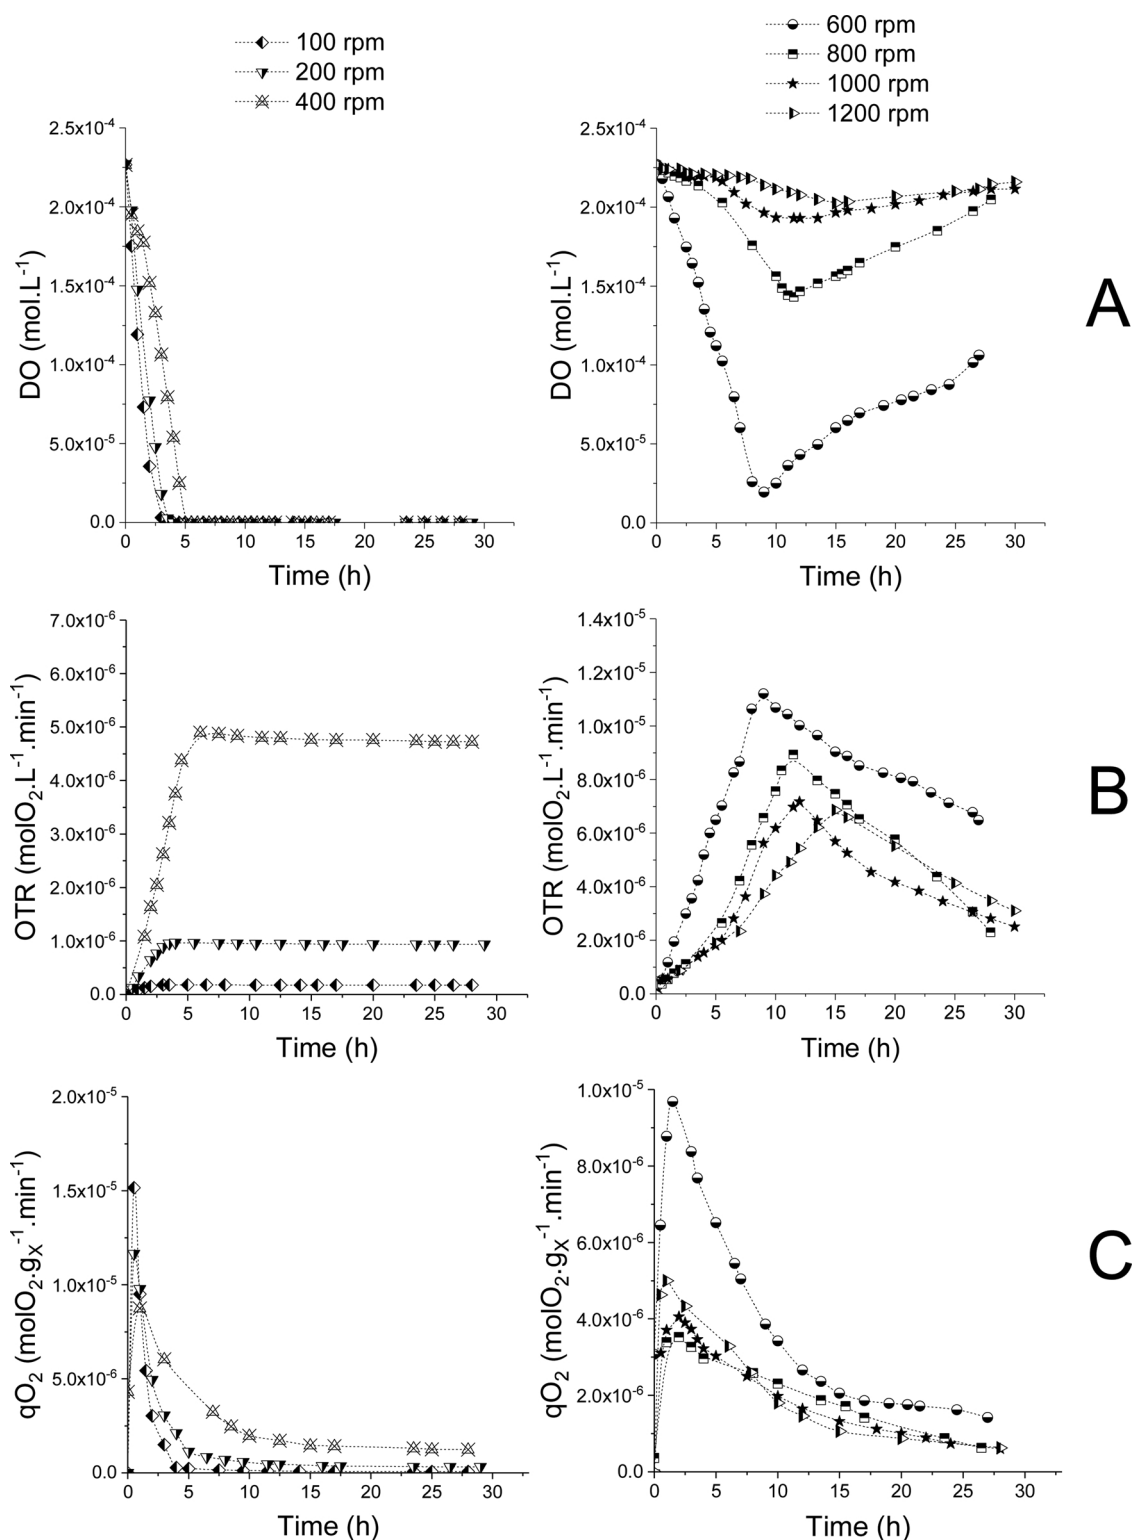 100 rpm
200 rpm
400 rpm
600 rpm
800 rpm
1000 rpm
1200 rpm
2.5x10⁻⁴
2.0x10⁻⁴
1.5x10⁻⁴
1.0x10⁻⁴
5.0x10⁻⁵
0.0
DO (mol.L⁻¹)
0 5 10 15 20 25 30
Time (h)
2.5x10⁻⁴
2.0x10⁻⁴
1.5x10⁻⁴
1.0x10⁻⁴
5.0x10⁻⁵
0.0
DO (mol.L⁻¹)
0 5 10 15 20 25 30
Time (h)
A
7.0x10⁻⁶
6.0x10⁻⁶
5.0x10⁻⁶
4.0x10⁻⁶
3.0x10⁻⁶
2.0x10⁻⁶
1.0x10⁻⁶
0.0
OTR (molO₂.L⁻¹.min⁻¹)
0 5 10 15 20 25 30
Time (h)
1.4x10⁻⁵
1.2x10⁻⁵
1.0x10⁻⁵
8.0x10⁻⁶
6.0x10⁻⁶
4.0x10⁻⁶
2.0x10⁻⁶
0.0
OTR (molO₂.L⁻¹.min⁻¹)
0 5 10 15 20 25 30
Time (h)
B
2.0x10⁻⁵
1.5x10⁻⁵
1.0x10⁻⁵
5.0x10⁻⁶
0.0
qO₂ (molO₂.gₓ⁻¹.min⁻¹)
0 5 10 15 20 25 30
Time (h)
1.0x10⁻⁵
8.0x10⁻⁶
6.0x10⁻⁶
4.0x10⁻⁶
2.0x10⁻⁶
0.0
qO₂ (molO₂.gₓ⁻¹.min⁻¹)
0 5 10 15 20 25 30
Time (h)
C